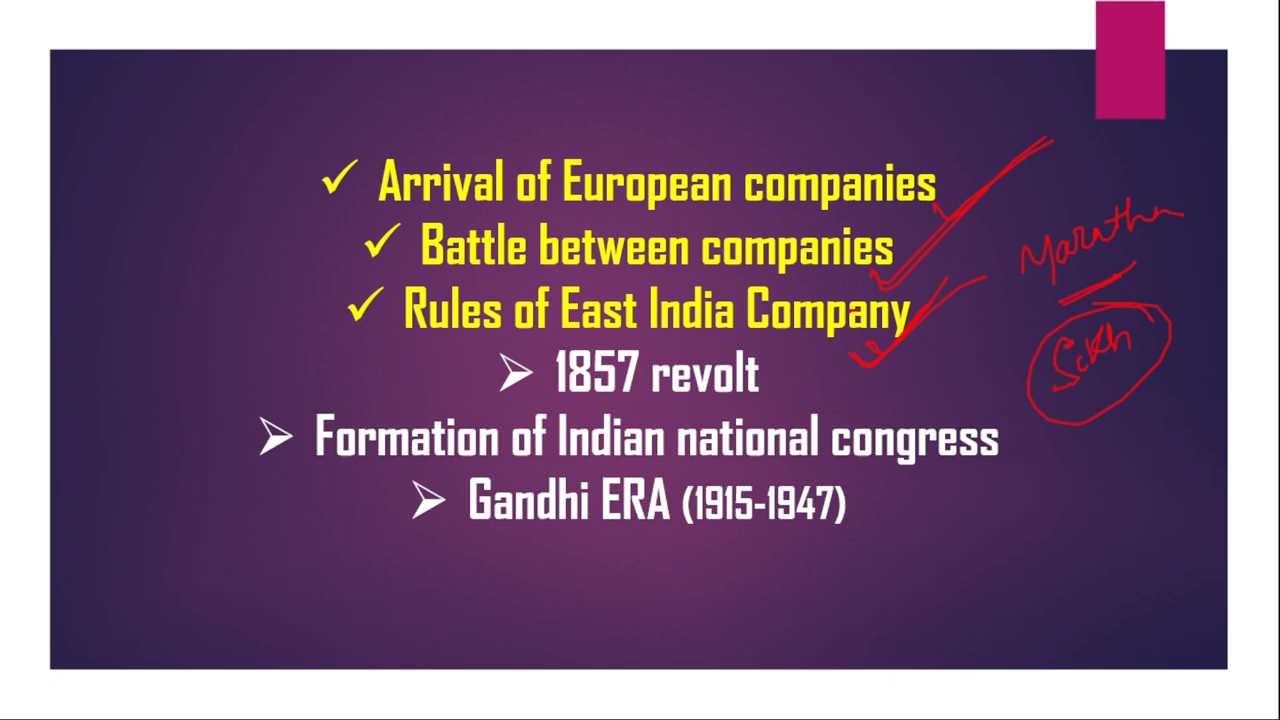 Arrival of European companies
Battle between companies
Rules of East India Company
1857 revolt
Formation of Indian national congress
Gandhi ERA (1915-1947)
Maratha
Sikh